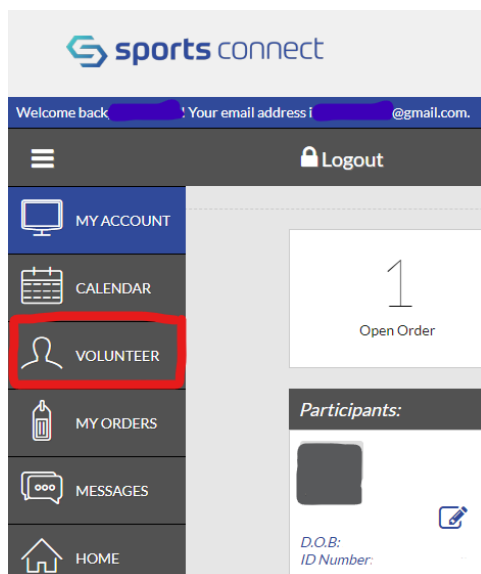 sports connect
Welcome back ! Your email address i @gmail.com.
Logout
MY ACCOUNT
CALENDAR
1
Open Order
VOLUNTEER
MY ORDERS
Participants:
MESSAGES
D.O.B:
ID Number:
HOME